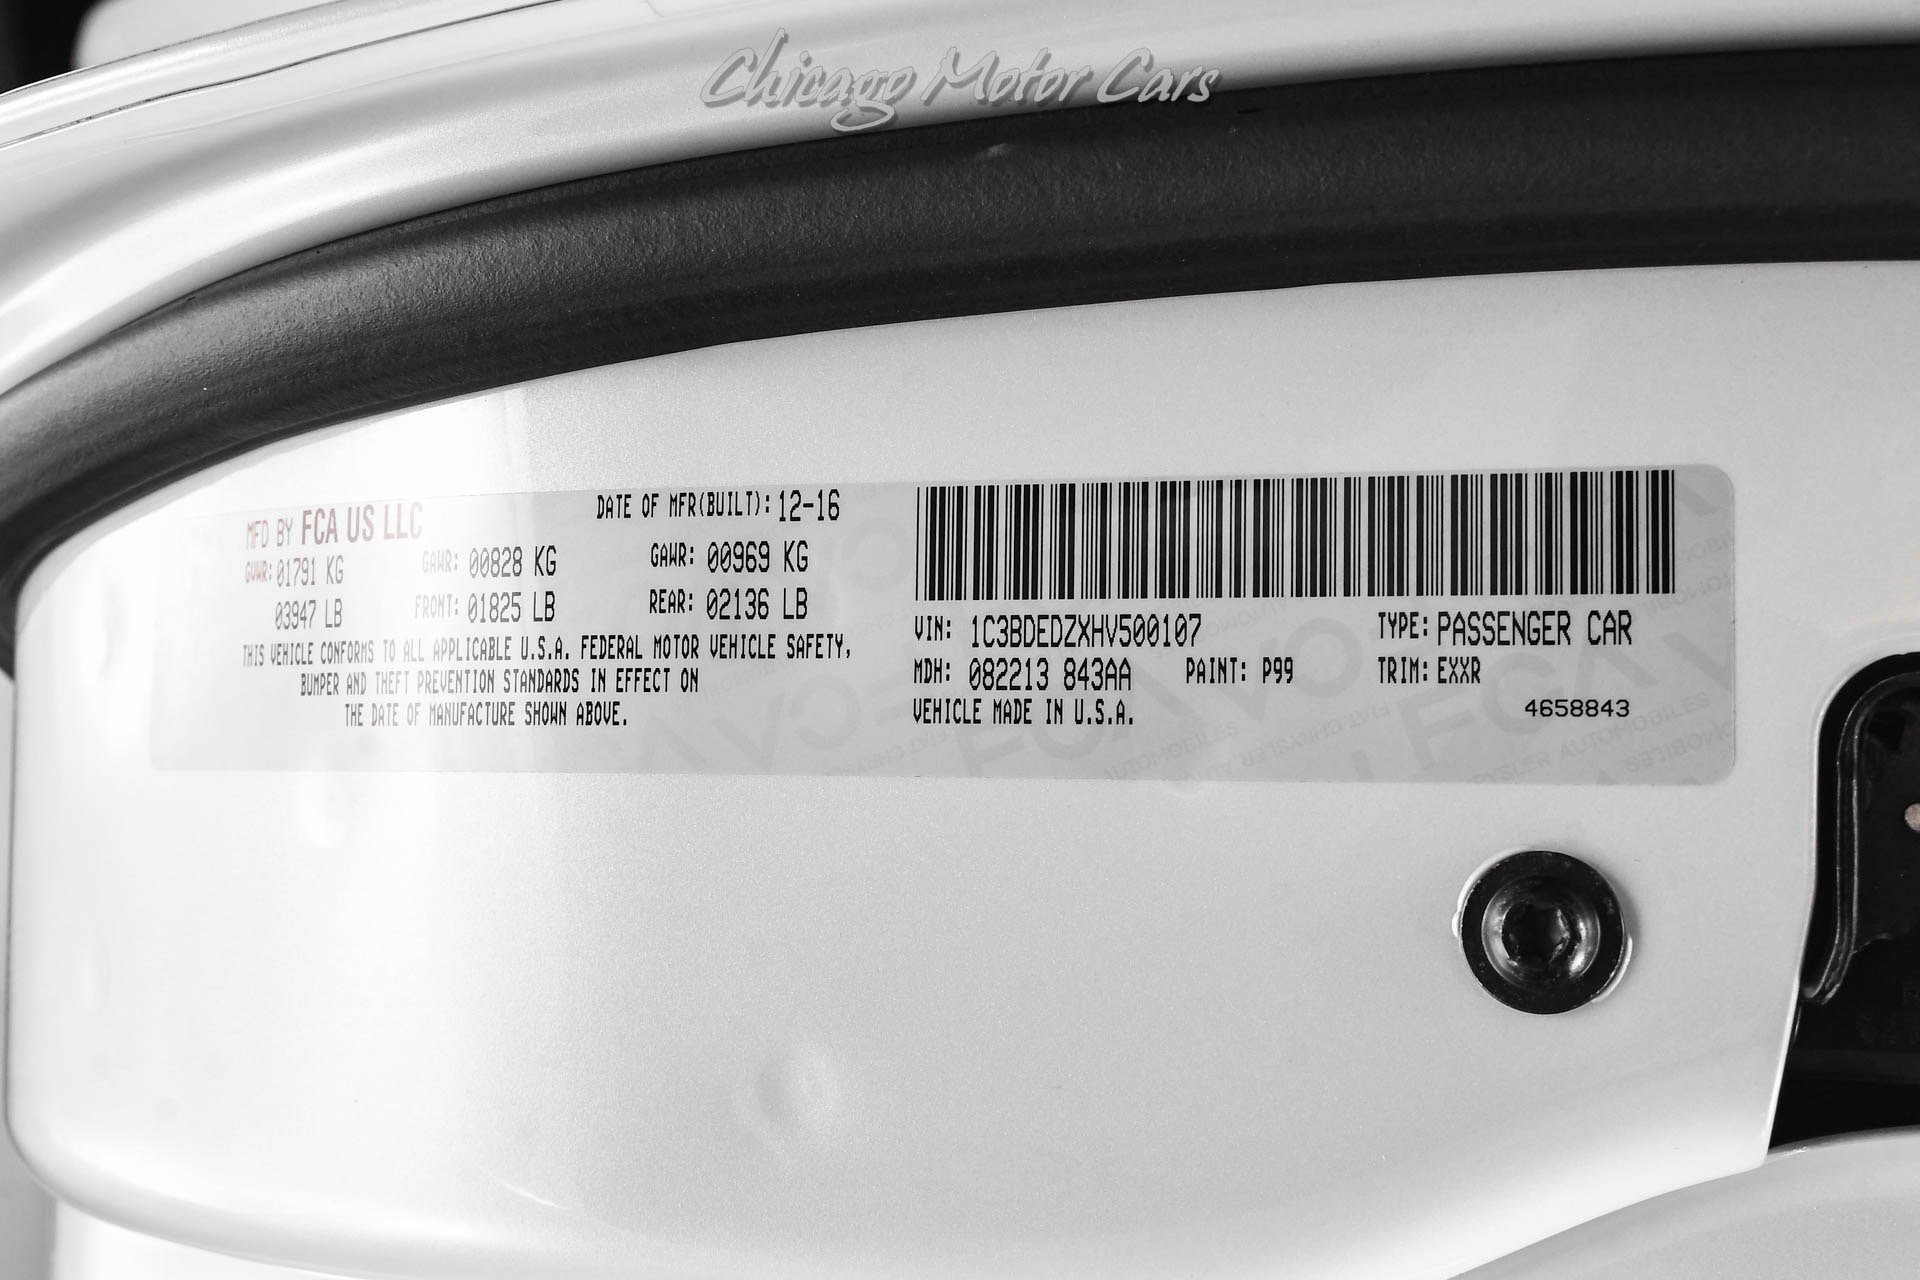 Chicago Motor Cars
MFD BY FCA US LLC
DATE OF MFR(BUILT): 12-16
GVWR: 01791 KG GAWR: 00828 KG GAWR: 00969 KG
03947 LB FRONT: 01825 LB REAR: 02136 LB
THIS VEHICLE CONFORMS TO ALL APPLICABLE U.S.A. FEDERAL MOTOR VEHICLE SAFETY,
BUMPER AND THEFT PREVENTION STANDARDS IN EFFECT ON
THE DATE OF MANUFACTURE SHOWN ABOVE.
VIN: 1C3BDEDZXHV500107 TYPE: PASSENGER CAR
MDH: 082213 843AA PAINT: P99 TRIM: EXXR
VEHICLE MADE IN U.S.A. 4658843